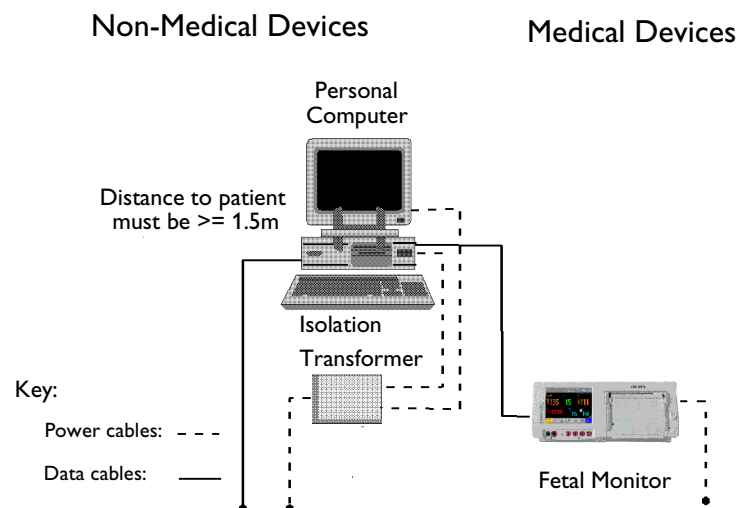 Non-Medical Devices
Medical Devices
Personal
Computer
Distance to patient
must be >= 1.5m
Isolation
Transformer
Key:
Power cables:
Data cables:
Fetal Monitor